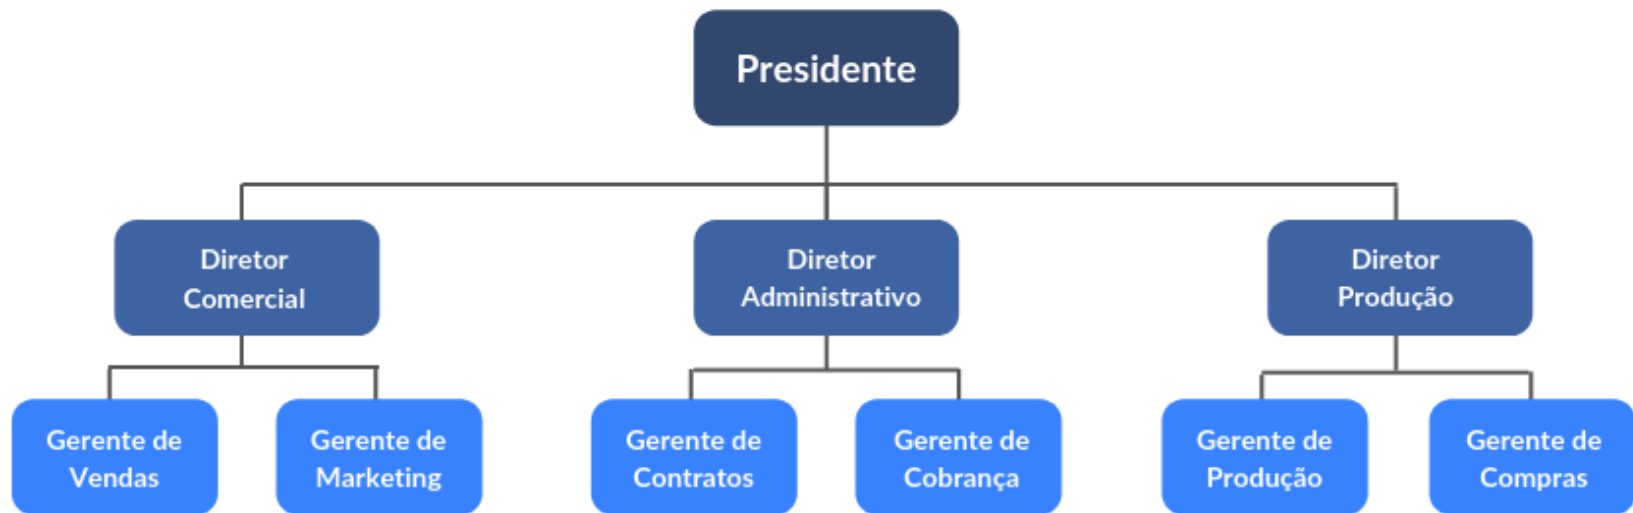 Presidente
Diretor
Comercial
Diretor
Administrativo
Diretor
Produção
Gerente de
Vendas
Gerente de
Marketing
Gerente de
Contratos
Gerente de
Cobrança
Gerente de
Produção
Gerente de
Compras